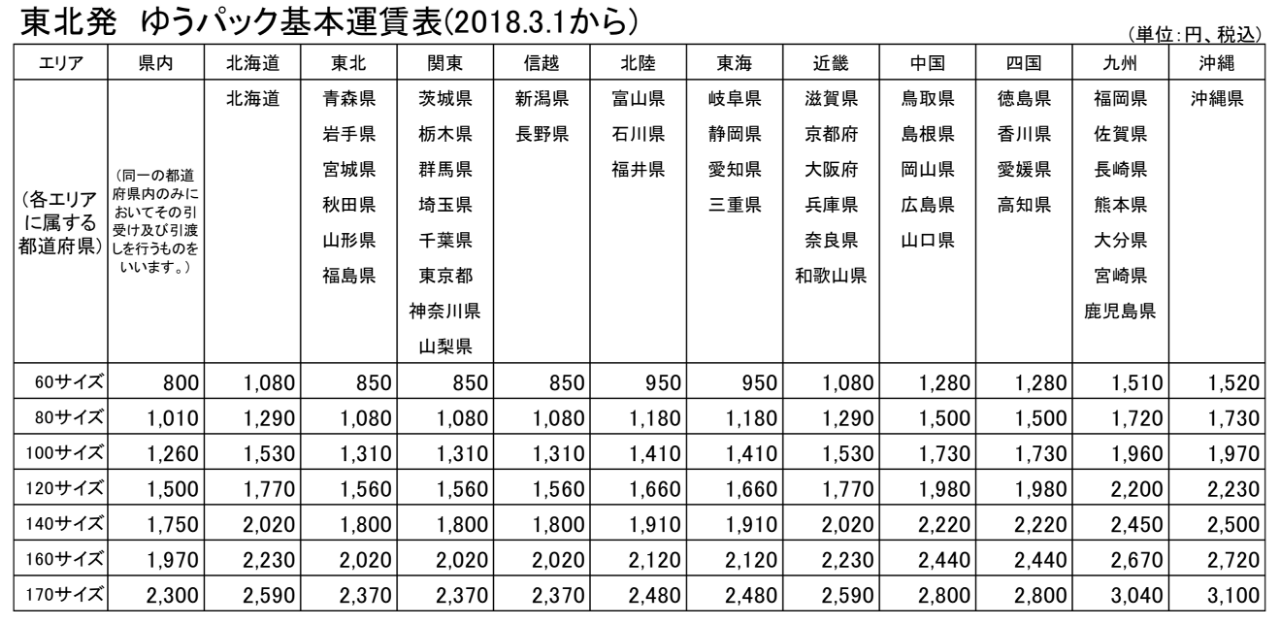 東北発　ゆうパック基本運賃表(2018.3.1から)
(単位：円、税込)
エリア 県内 北海道 東北 関東 信越 北陸 東海 近畿 中国 四国 九州 沖縄
(各エリアに属する都道府県)
(同一の都道府県内のみにおいてその引受け及び引渡しを行うものをいいます。)
北海道 青森県 茨城県 新潟県 富山県 岐阜県 滋賀県 鳥取県 徳島県 福岡県 沖縄県
岩手県 栃木県 長野県 石川県 静岡県 京都府 島根県 香川県 佐賀県
宮城県 群馬県 福井県 愛知県 大阪府 岡山県 愛媛県 長崎県
秋田県 埼玉県 三重県 兵庫県 広島県 高知県 熊本県
山形県 千葉県 奈良県 山口県 大分県
福島県 東京都 和歌山県 宮崎県
神奈川県 鹿児島県
山梨県
60サイズ 800 1,080 850 850 850 950 950 1,080 1,280 1,280 1,510 1,520
80サイズ 1,010 1,290 1,080 1,080 1,080 1,180 1,180 1,290 1,500 1,500 1,720 1,730
100サイズ 1,260 1,530 1,310 1,310 1,310 1,410 1,410 1,530 1,730 1,730 1,960 1,970
120サイズ 1,500 1,770 1,560 1,560 1,560 1,660 1,660 1,770 1,980 1,980 2,200 2,230
140サイズ 1,750 2,020 1,800 1,800 1,800 1,910 1,910 2,020 2,220 2,220 2,450 2,500
160サイズ 1,970 2,230 2,020 2,020 2,020 2,120 2,120 2,230 2,440 2,440 2,670 2,720
170サイズ 2,300 2,590 2,370 2,370 2,370 2,480 2,480 2,590 2,800 2,800 3,040 3,100